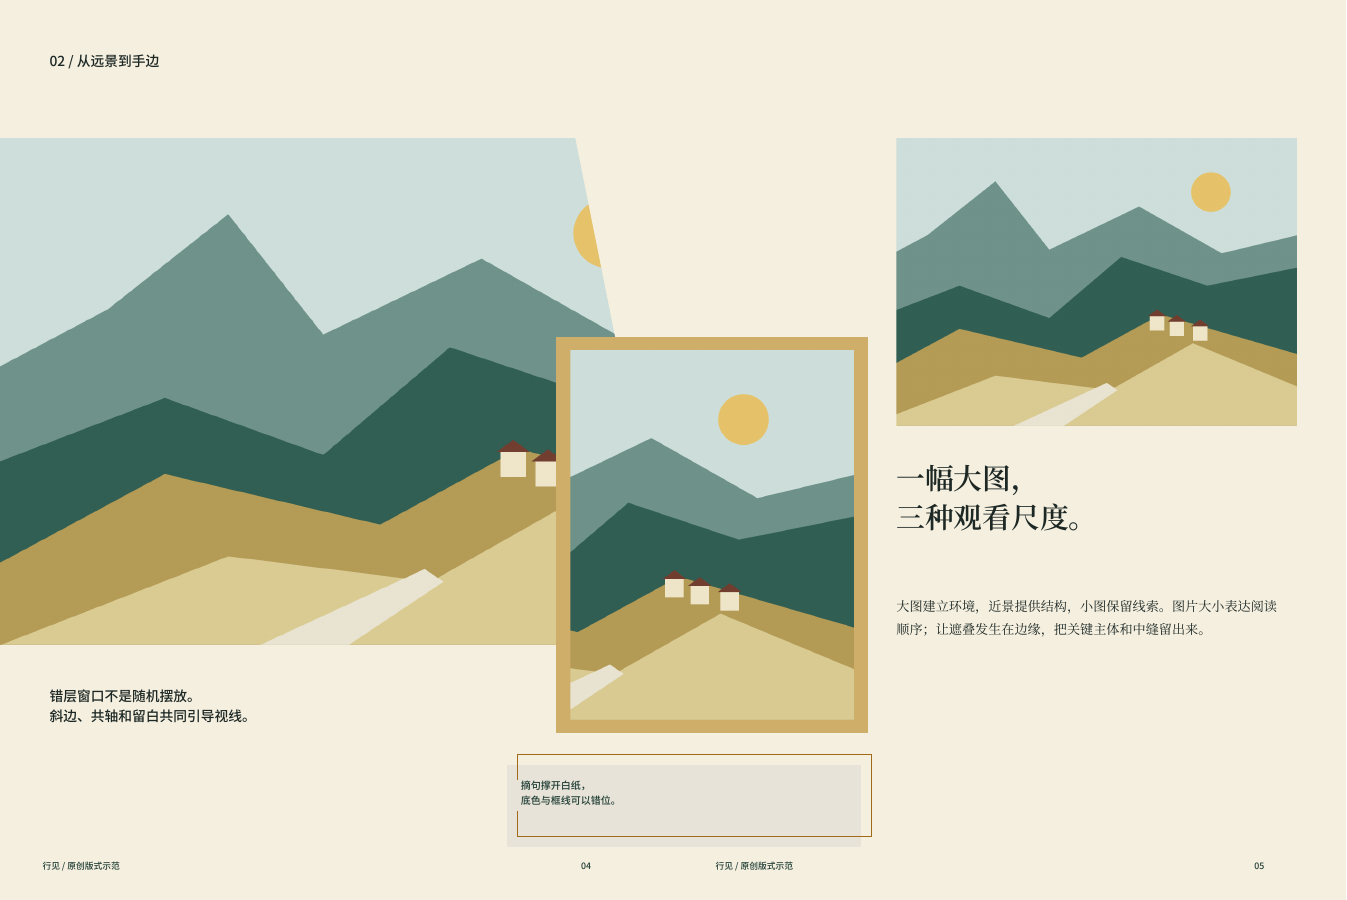 02 / 从远景到手边
一幅大图，
三种观看尺度。
大图建立环境，近景提供结构，小图保留线索。图片大小表达阅读
顺序；让遮叠发生在边缘，把关键主体和中缝留出来。
错层窗口不是随机摆放。
斜边、共轴和留白共同引导视线。
摘句撑开白纸，
底色与框线可以错位。
行见 / 原创版式示范
04
行见 / 原创版式示范
05